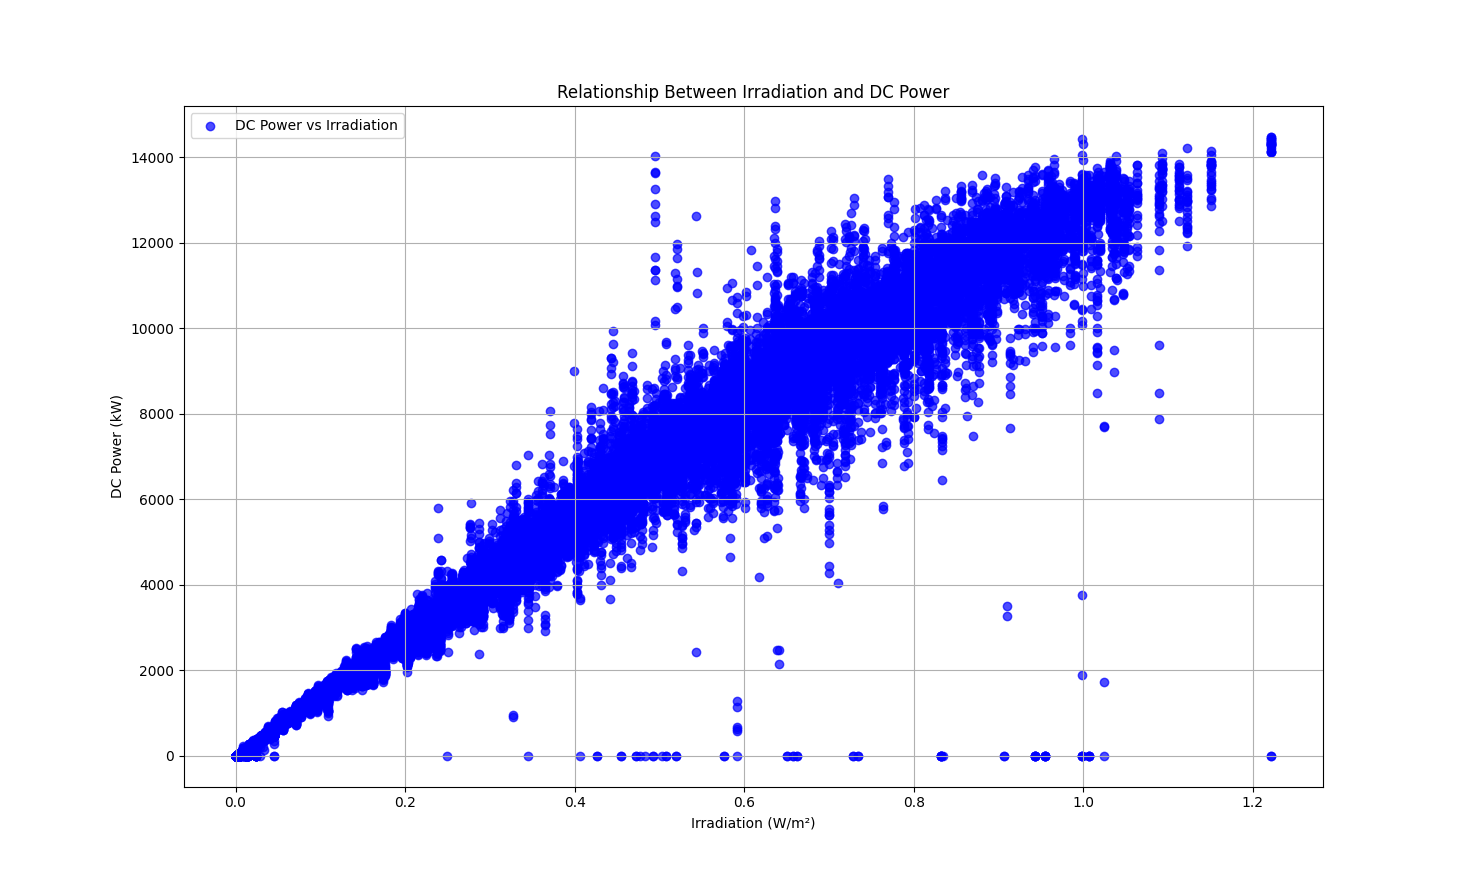 Relationship Between Irradiation and DC Power
DC Power vs Irradiation
14000
12000
10000
8000
6000
4000
2000
0
DC Power (kW)
0.0 0.2 0.4 0.6 0.8 1.0 1.2
Irradiation (W/m²)